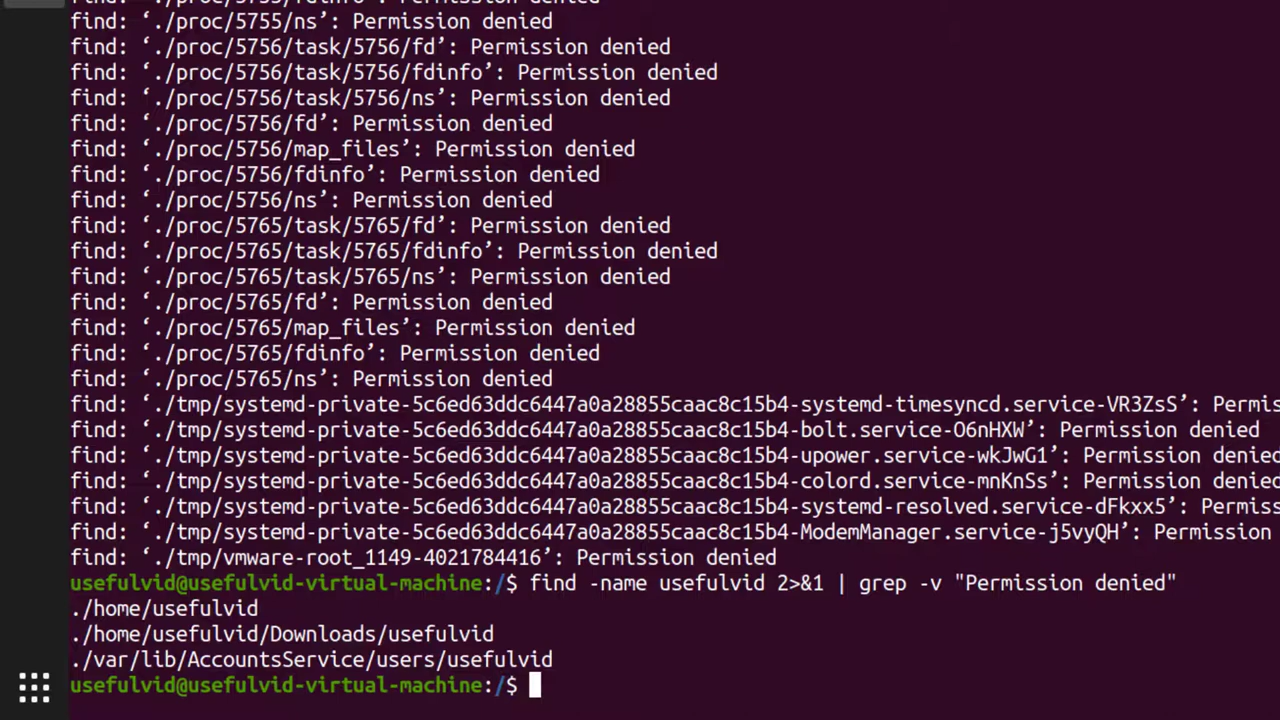 find: ‘./proc/5755/fdinfo’: Permission denied
find: ‘./proc/5755/ns’: Permission denied
find: ‘./proc/5756/task/5756/fd’: Permission denied
find: ‘./proc/5756/task/5756/fdinfo’: Permission denied
find: ‘./proc/5756/task/5756/ns’: Permission denied
find: ‘./proc/5756/fd’: Permission denied
find: ‘./proc/5756/map_files’: Permission denied
find: ‘./proc/5756/fdinfo’: Permission denied
find: ‘./proc/5756/ns’: Permission denied
find: ‘./proc/5765/task/5765/fd’: Permission denied
find: ‘./proc/5765/task/5765/fdinfo’: Permission denied
find: ‘./proc/5765/task/5765/ns’: Permission denied
find: ‘./proc/5765/fd’: Permission denied
find: ‘./proc/5765/map_files’: Permission denied
find: ‘./proc/5765/fdinfo’: Permission denied
find: ‘./proc/5765/ns’: Permission denied
find: ‘./tmp/systemd-private-5c6ed63ddc6447a0a28855caac8c15b4-systemd-timesyncd.service-VR3ZsS’: Permis
find: ‘./tmp/systemd-private-5c6ed63ddc6447a0a28855caac8c15b4-bolt.service-O6nHXW’: Permission denied
find: ‘./tmp/systemd-private-5c6ed63ddc6447a0a28855caac8c15b4-upower.service-wkJwG1’: Permission denied
find: ‘./tmp/systemd-private-5c6ed63ddc6447a0a28855caac8c15b4-colord.service-mnKnSs’: Permission denied
find: ‘./tmp/systemd-private-5c6ed63ddc6447a0a28855caac8c15b4-systemd-resolved.service-dFkxx5’: Permiss
find: ‘./tmp/systemd-private-5c6ed63ddc6447a0a28855caac8c15b4-ModemManager.service-j5vyQH’: Permission
find: ‘./tmp/vmware-root_1149-4021784416’: Permission denied
usefulvid@usefulvid-virtual-machine:/$ find -name usefulvid 2>&1 | grep -v "Permission denied"
./home/usefulvid
./home/usefulvid/Downloads/usefulvid
./var/lib/AccountsService/users/usefulvid
usefulvid@usefulvid-virtual-machine:/$